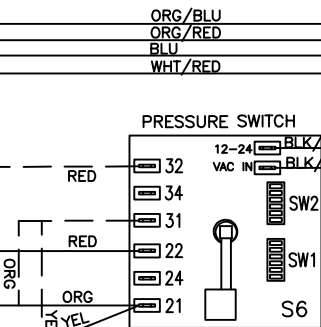 ORG/BLU
ORG/RED
BLU
WHT/RED
PRESSURE SWITCH
12-24
BLK/
VAC IN
BLK/
32
RED
34
SW2
31
RED
22
SW1
24
ORG
ORG
21
S6
YEL
YE